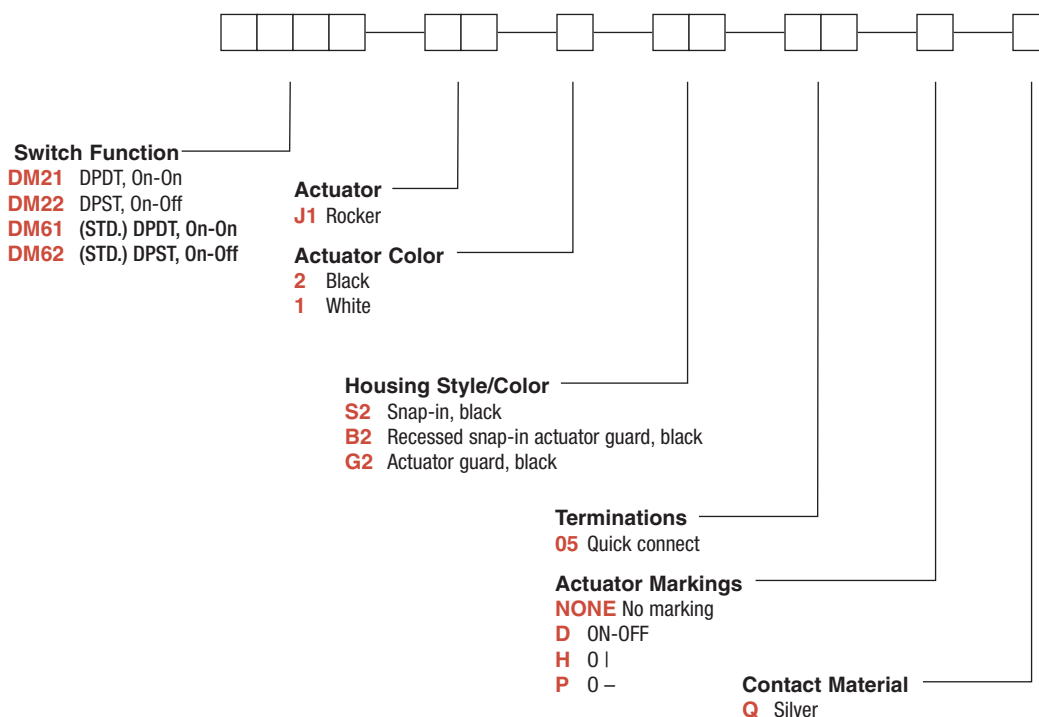 Switch Function
DM21 DPDT, On-On
DM22 DPST, On-Off
DM61 (STD.) DPDT, On-On
DM62 (STD.) DPST, On-Off
Actuator
J1 Rocker
Actuator Color
2 Black
1 White
Housing Style/Color
S2 Snap-in, black
B2 Recessed snap-in actuator guard, black
G2 Actuator guard, black
Terminations
05 Quick connect
Actuator Markings
NONE No marking
D ON-OFF
H O |
P O –
Contact Material
Q Silver